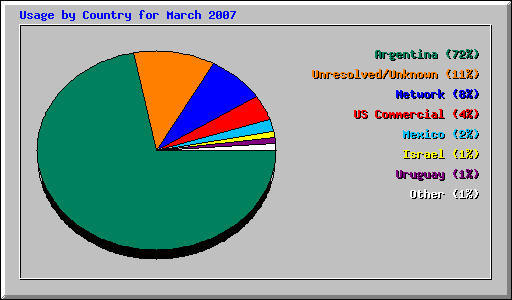 Usage by Country for March 2007
Argentina (72%)
Unresolved/Unknown (11%)
Network (8%)
US Commercial (4%)
Mexico (2%)
Israel (1%)
Uruguay (1%)
Other (1%)